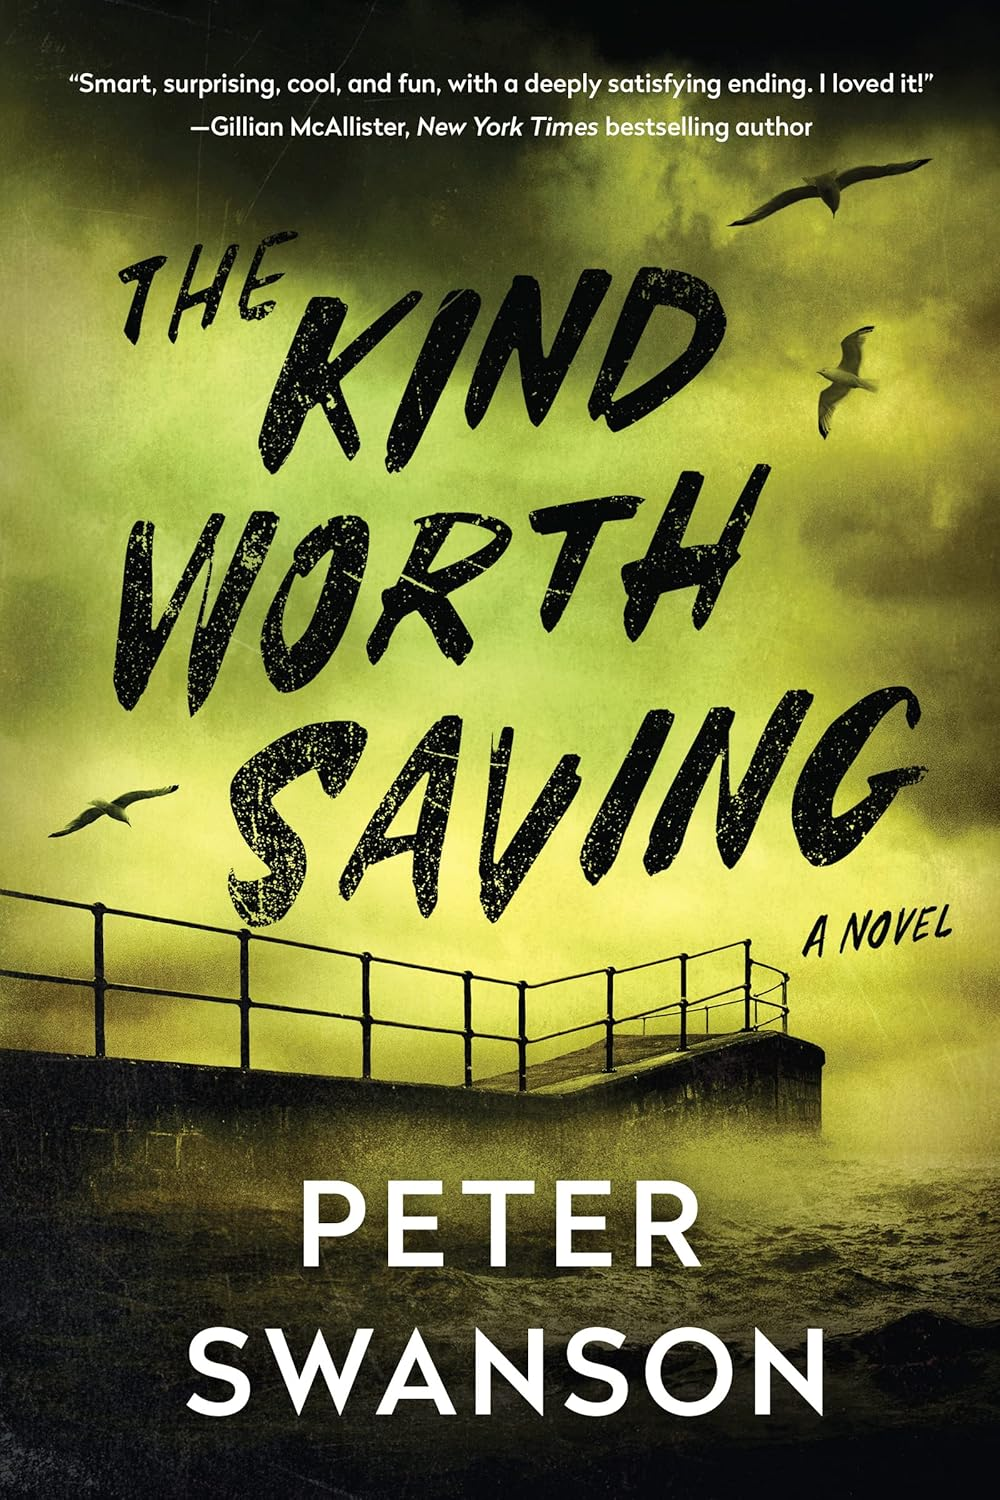 “Smart, surprising, cool, and fun, with a deeply satisfying ending. I loved it!”
—Gillian McAllister, New York Times bestselling author
THE
KIND
WORTH
SAVING
A NOVEL
PETER
SWANSON